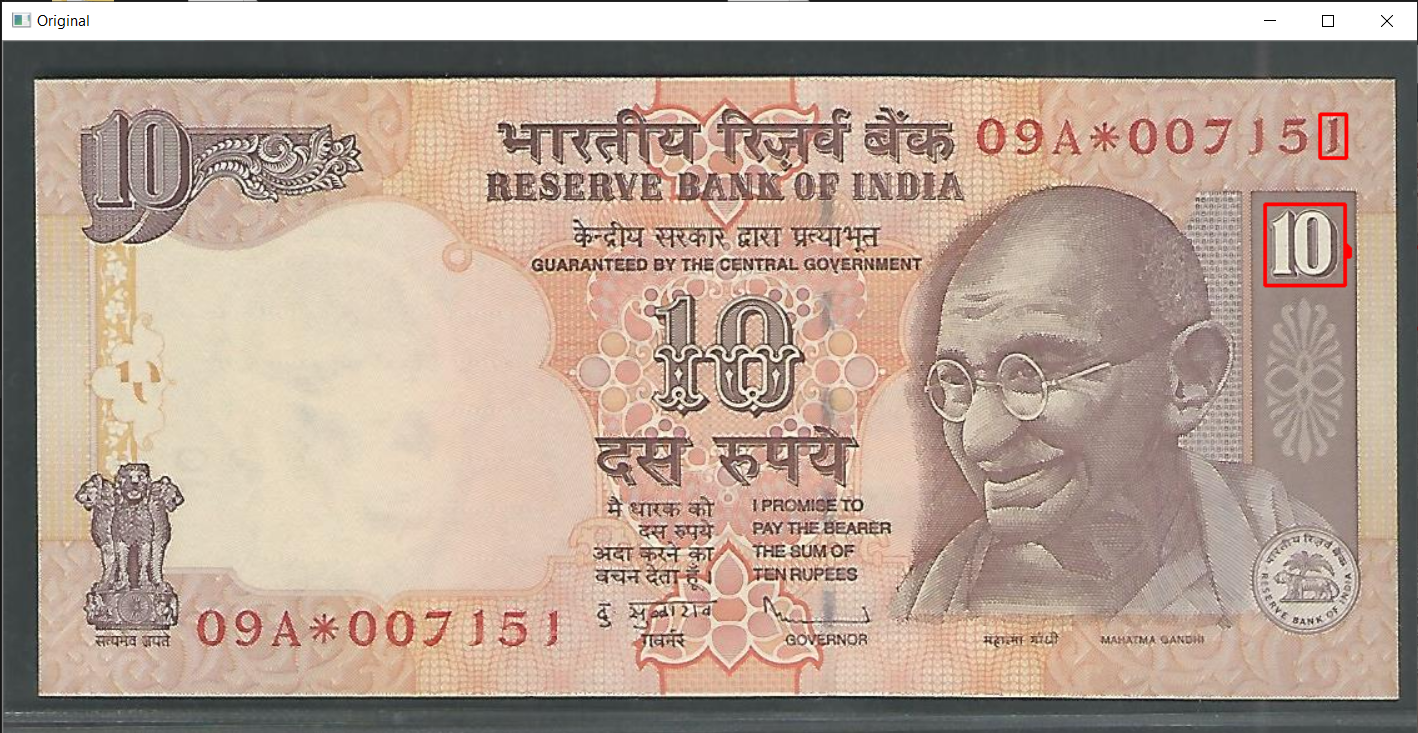 Original
10
भारतीय रिज़र्व बैंक
RESERVE BANK OF INDIA
09A*007151
केन्द्रीय सरकार द्वारा प्रत्याभूत
GUARANTEED BY THE CENTRAL GOVERNMENT
10
10
दस रुपये
मैं धारक को
दस रुपये
अदा करने का
वचन देता हूँ ।
I PROMISE TO
PAY THE BEARER
THE SUM OF
TEN RUPEES
गवर्नर
GOVERNOR
सत्यमेव जयते
09A*007151
महात्मा गांधी
MAHATMA GANDHI
भारतीय रिज़र्व बैंक
RESERVE BANK OF INDIA